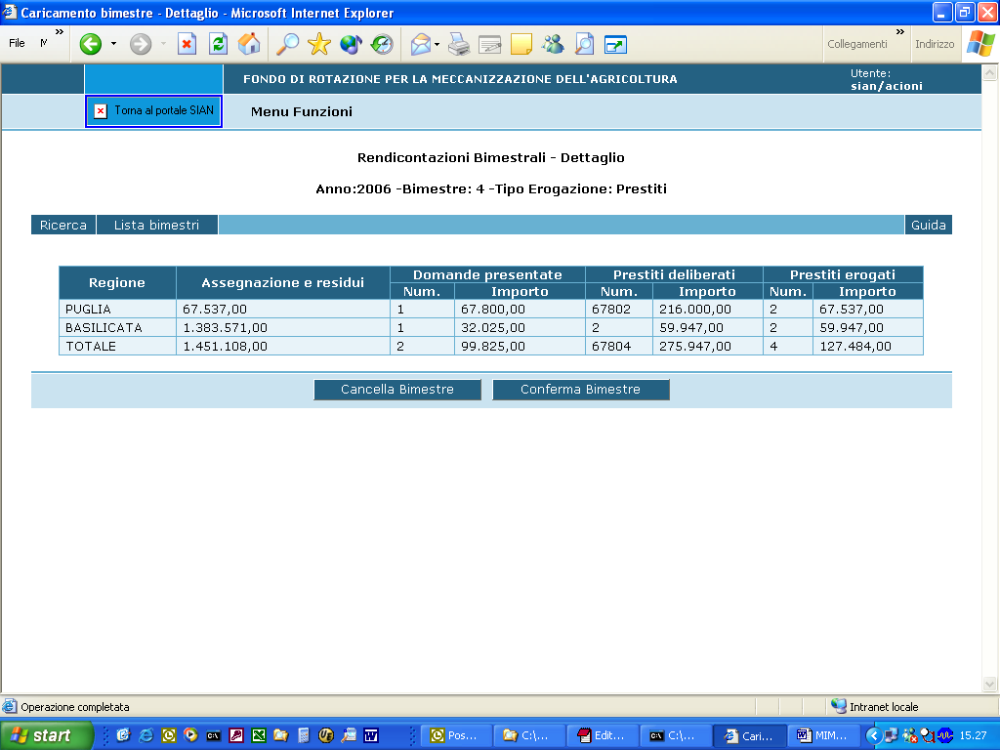 Caricamento bimestre - Dettaglio - Microsoft Internet Explorer
File M » Collegamenti » Indirizzo
FONDO DI ROTAZIONE PER LA MECCANIZZAZIONE DELL'AGRICOLTURA
Utente:
sian/acioni
Torna al portale SIAN
Menu Funzioni
Rendicontazioni Bimestrali - Dettaglio
Anno:2006 -Bimestre: 4 -Tipo Erogazione: Prestiti
Ricerca Lista bimestri Guida
Regione Assegnazione e residui Domande presentate Prestiti deliberati Prestiti erogati
Num. Importo Num. Importo Num. Importo
PUGLIA 67.537,00 1 67.800,00 67802 216.000,00 2 67.537,00
BASILICATA 1.383.571,00 1 32.025,00 2 59.947,00 2 59.947,00
TOTALE 1.451.108,00 2 99.825,00 67804 275.947,00 4 127.484,00
Cancella Bimestre Conferma Bimestre
Operazione completata Intranet locale
start Pos... C:\... Edit... C:\... Cari... MIM... 15.27